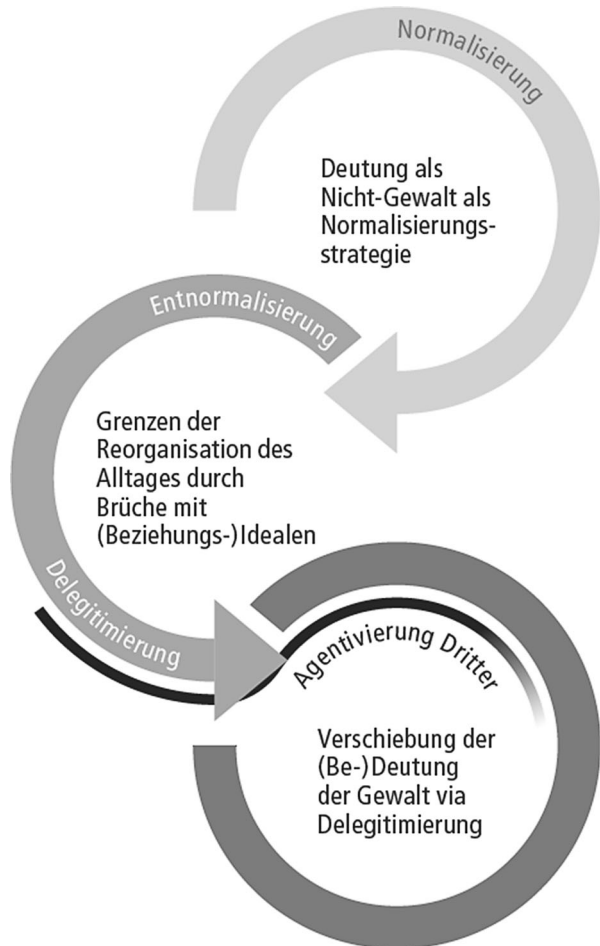 Normalisierung
Deutung als
Nicht-Gewalt als
Normalisierungs-
strategie
Entnormalisierung
Grenzen der
Reorganisation des
Alltages durch
Brüche mit
(Beziehungs-)Idealen
Delegitimierung
Agentivierung Dritter
Verschiebung der
(Be-)Deutung
der Gewalt via
Delegitimierung